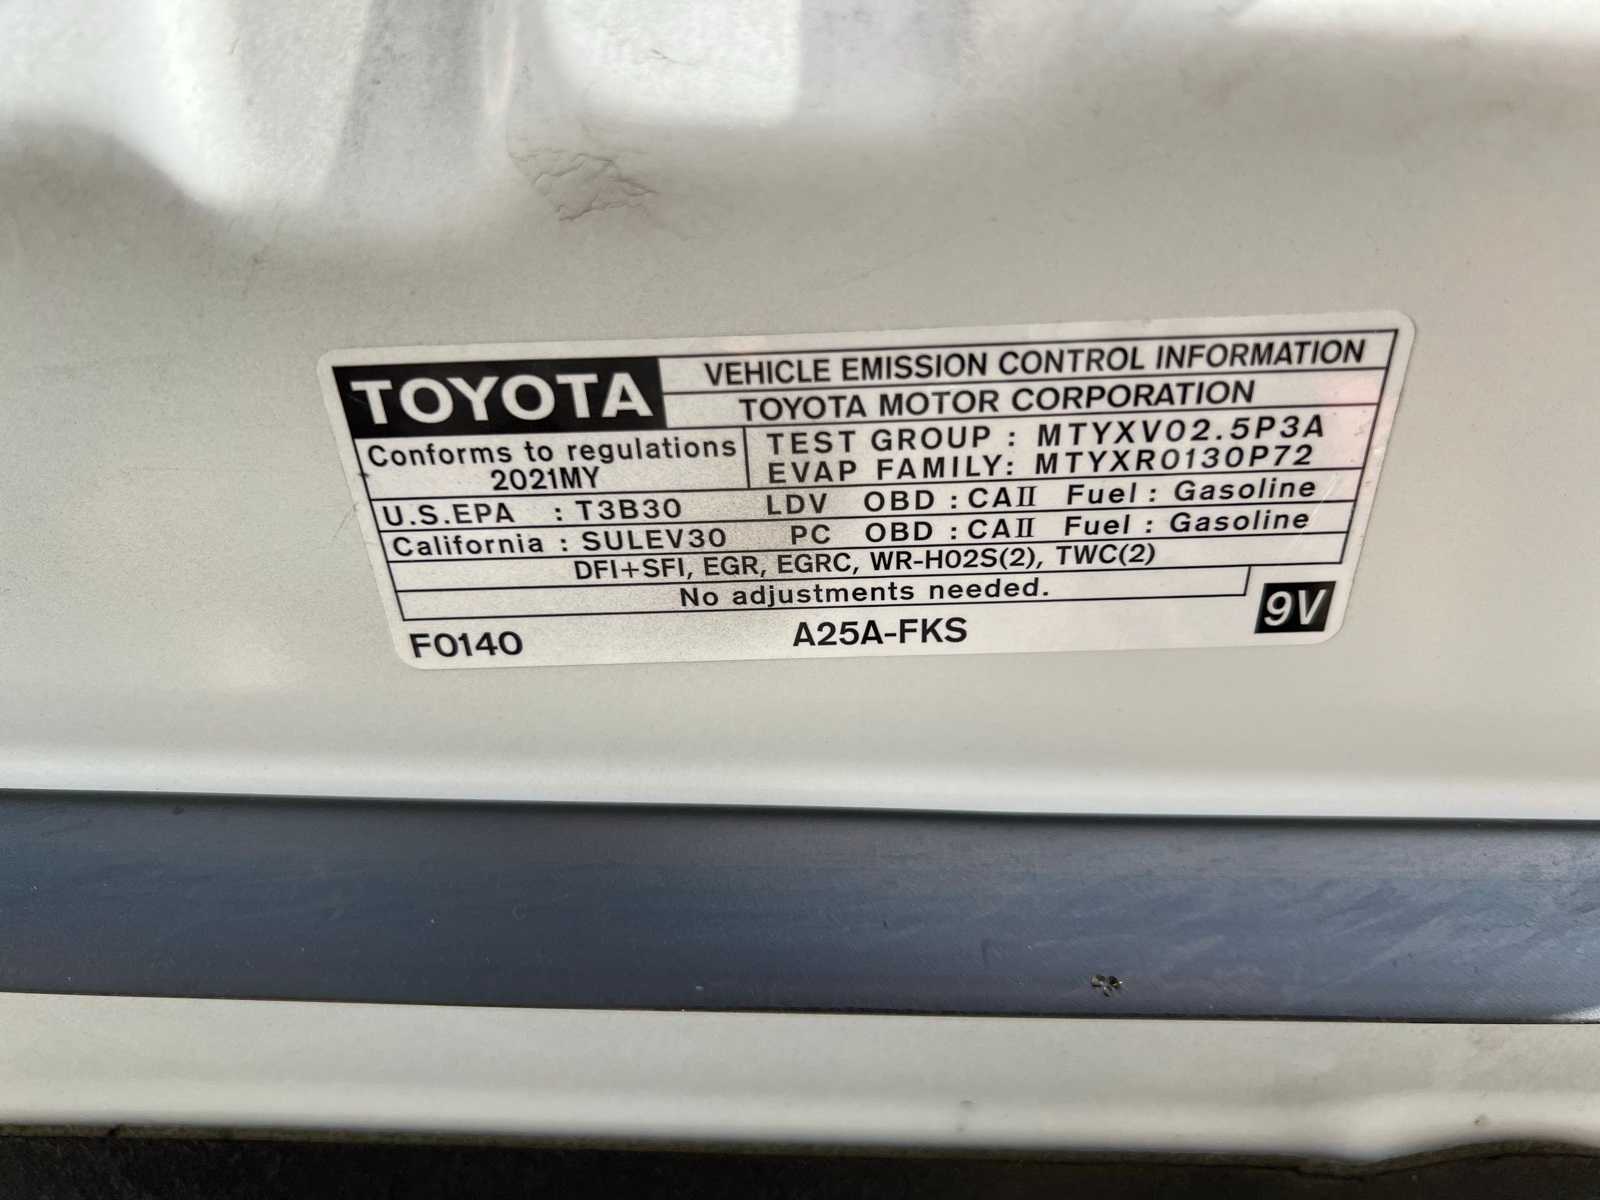 TOYOTA
VEHICLE EMISSION CONTROL INFORMATION
TOYOTA MOTOR CORPORATION
Conforms to regulations
2021MY
TEST GROUP : MTYXV02.5P3A
EVAP FAMILY: MTYXR0130P72
U.S.EPA : T3B30 LDV OBD : CAII Fuel : Gasoline
California : SULEV30 PC OBD : CAII Fuel : Gasoline
DFI+SFI, EGR, EGRC, WR-HO2S(2), TWC(2)
No adjustments needed.
F0140 A25A-FKS 9V